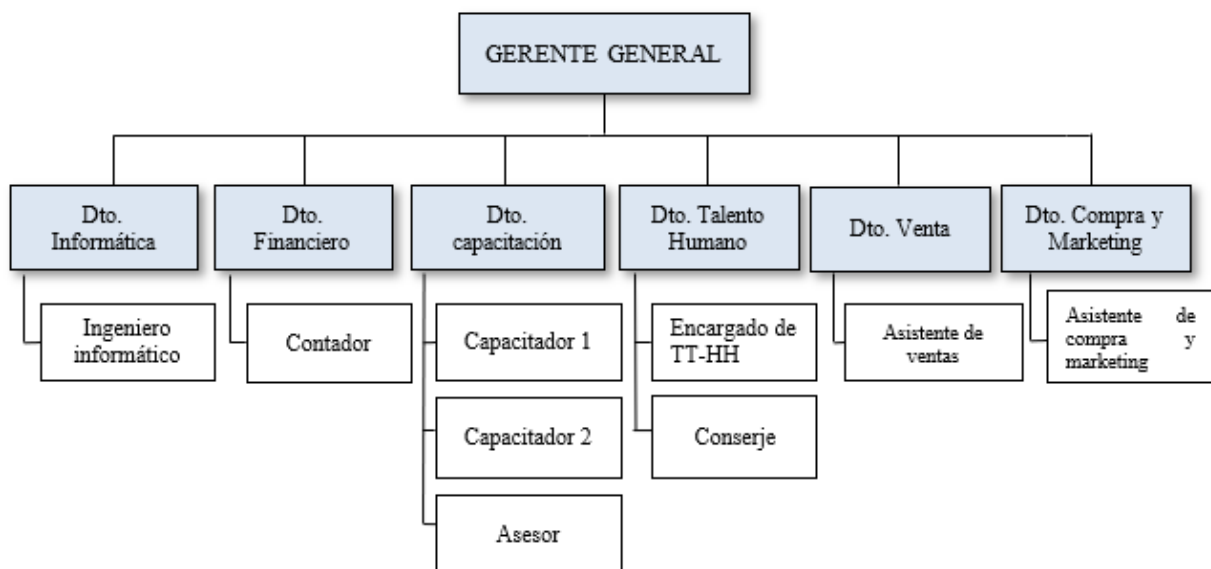 GERENTE GENERAL
Dto.
Informática
Dto.
Financiero
Dto.
capacitación
Dto. Talento
Humano
Dto. Venta
Dto. Compra y
Marketing
Ingeniero
informático
Contador
Capacitador 1
Encargado de
TT-HH
Asistente de
ventas
Asistente de
compra y
marketing
Capacitador 2
Conserje
Asesor